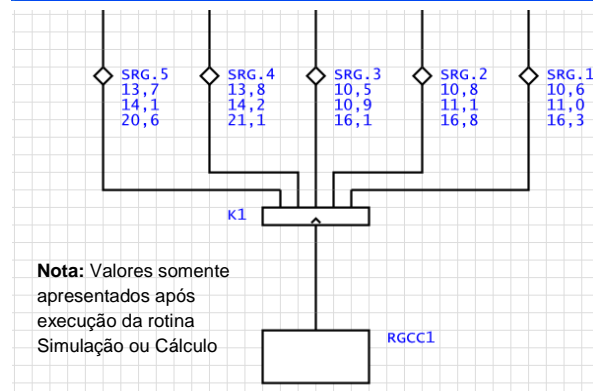 SRG.5
13,7
14,1
20,6
SRG.4
13,8
14,2
21,1
SRG.3
10,5
10,9
16,1
SRG.2
10,8
11,1
16,8
SRG.1
10,6
11,0
16,3
K1
Nota: Valores somente
apresentados após
execução da rotina
Simulação ou Cálculo
RGCC1